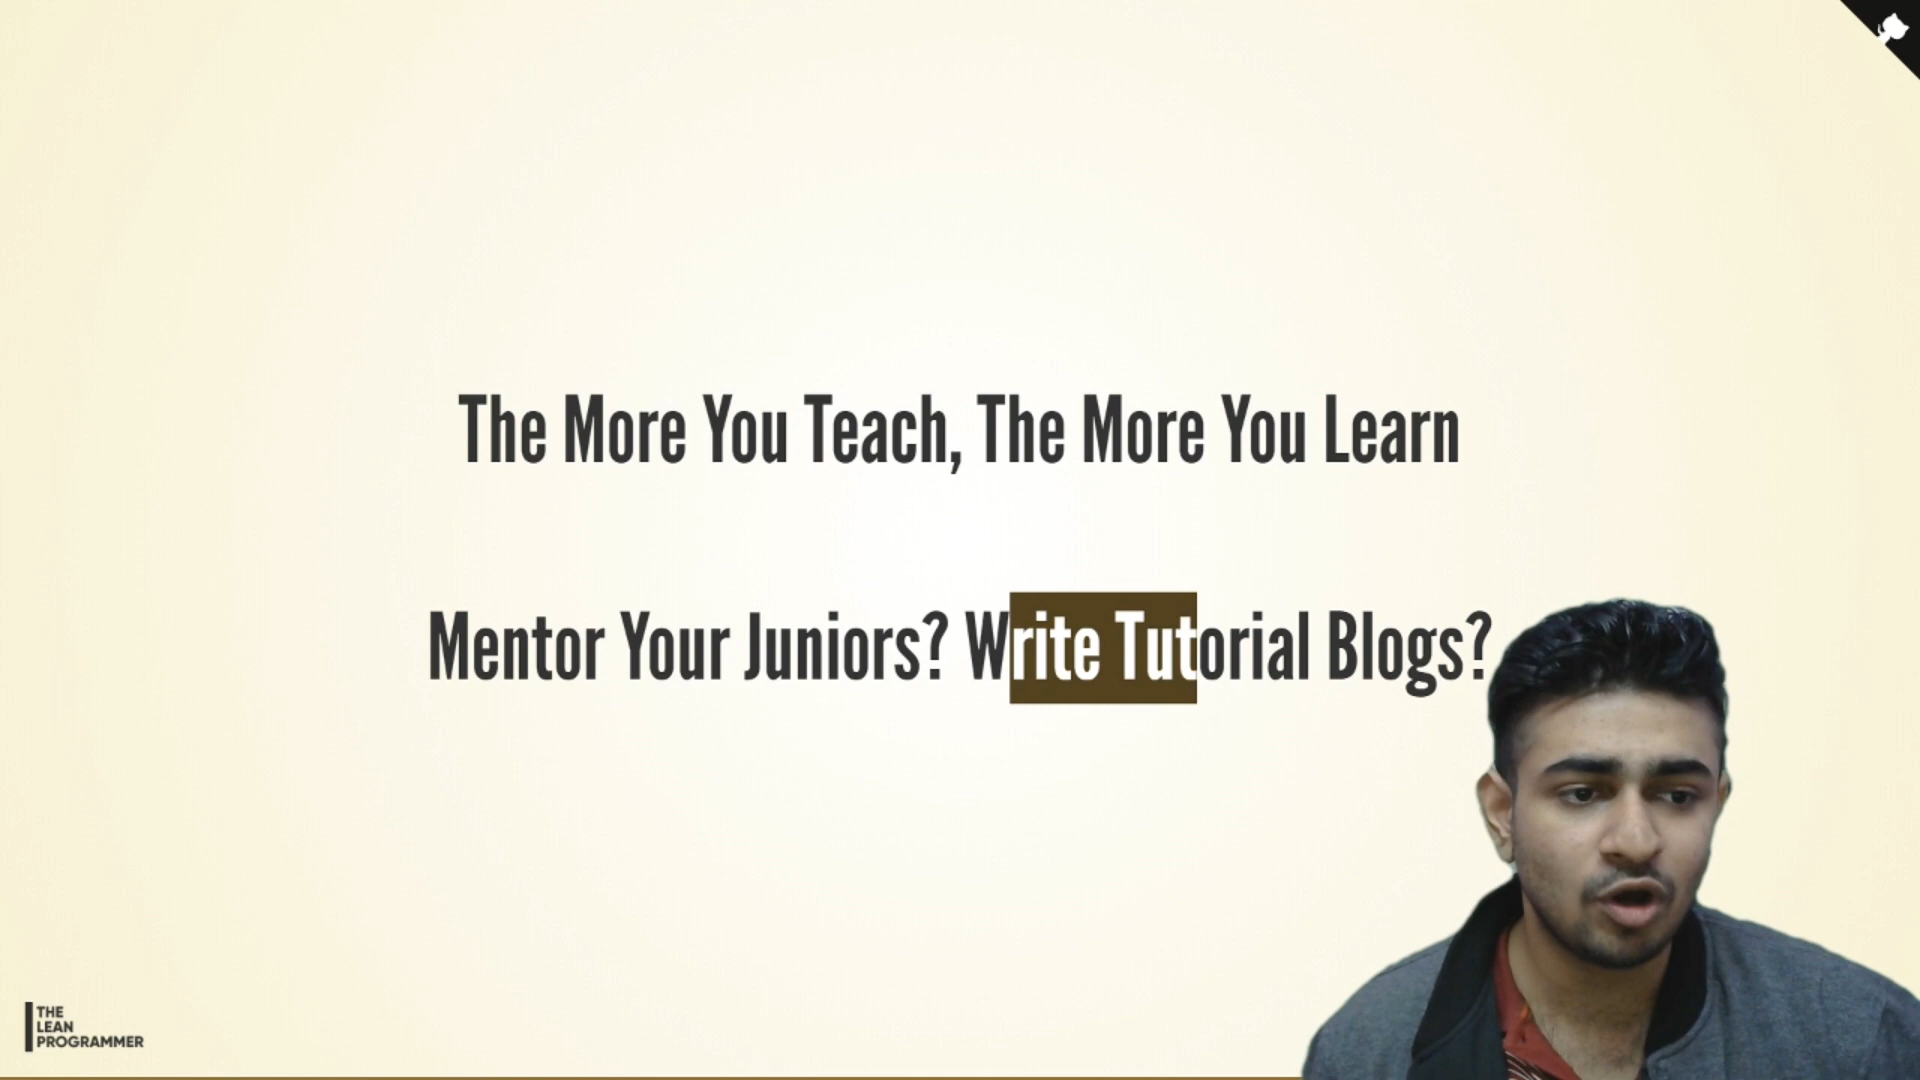 The More You Teach, The More You Learn
Mentor Your Juniors? Write Tutorial Blogs?
THE
LEAN
PROGRAMMER